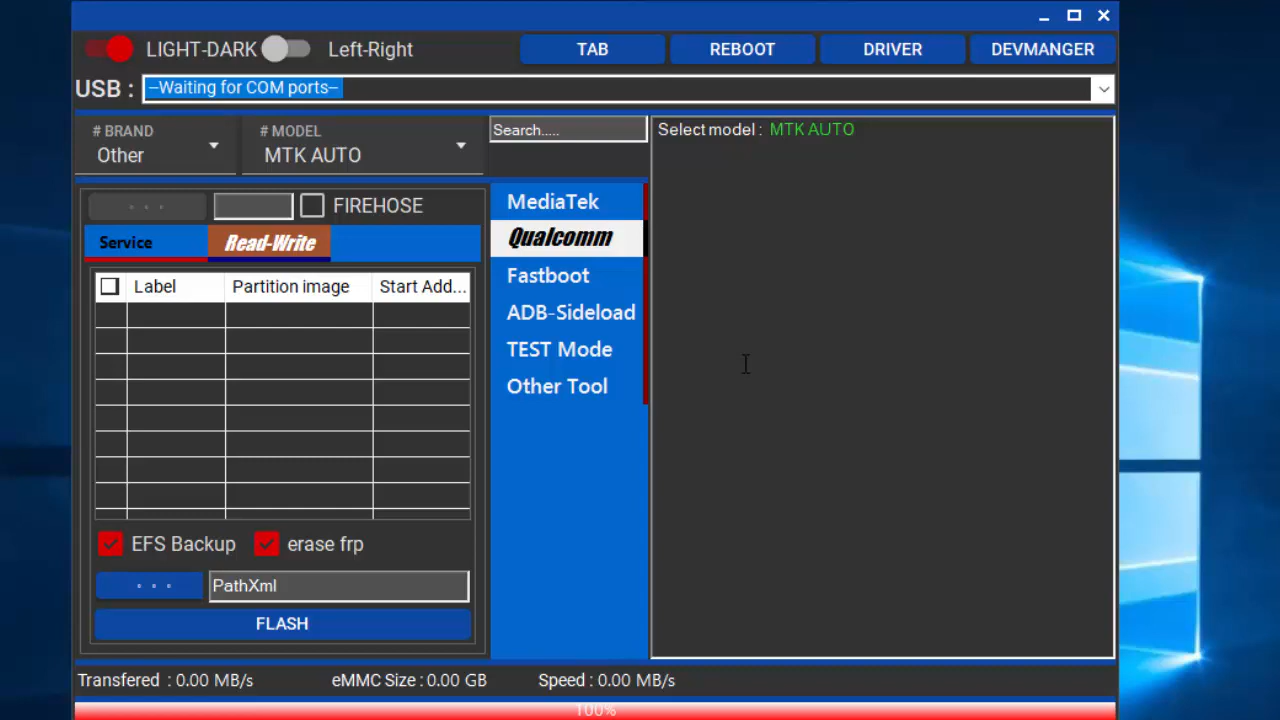 LIGHT-DARK Left-Right TAB REBOOT DRIVER DEVMANGER
USB : --Waiting for COM ports--
# BRAND
Other
# MODEL
MTK AUTO
Search.....
Select model : MTK AUTO
. . . FIREHOSE
Service Read-Write
Label Partition image Start Add...
EFS Backup erase frp
. . . PathXml
FLASH
MediaTek
Qualcomm
Fastboot
ADB-Sideload
TEST Mode
Other Tool
Transfered : 0.00 MB/s eMMC Size : 0.00 GB Speed : 0.00 MB/s
100%